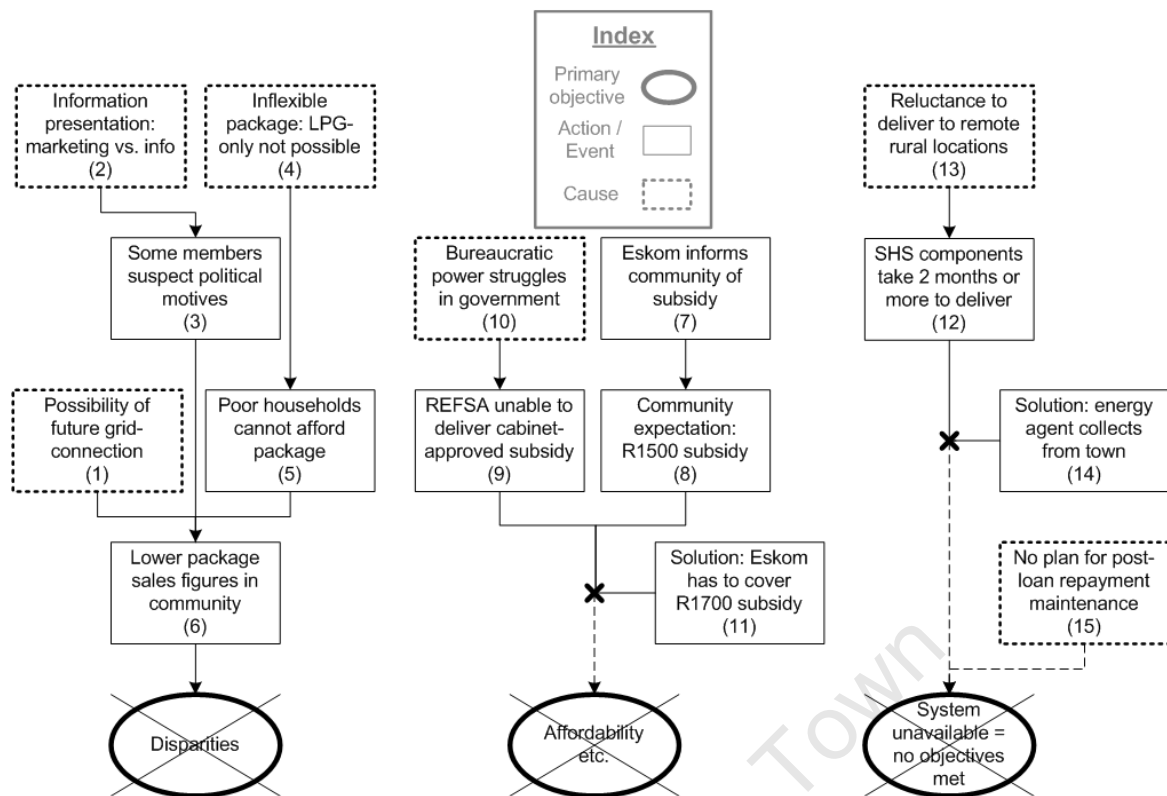 Index
Primary
objective
Action /
Event
Cause
Information
presentation:
marketing vs. info
(2)
Inflexible
package: LPG-
only not possible
(4)
Reluctance to
deliver to remote
rural locations
(13)
Some members
suspect political
motives
(3)
Bureaucratic
power struggles
in government
(10)
Eskom informs
community of
subsidy
(7)
SHS components
take 2 months or
more to deliver
(12)
Possibility of
future grid-
connection
(1)
Poor households
cannot afford
package
(5)
REFSA unable to
deliver cabinet-
approved subsidy
(9)
Community
expectation:
R1500 subsidy
(8)
Solution: energy
agent collects
from town
(14)
Lower package
sales figures in
community
(6)
Solution: Eskom
has to cover
R1700 subsidy
(11)
No plan for post-
loan repayment
maintenance
(15)
Disparities
Affordability
etc.
System
unavailable =
no objectives
met
Town